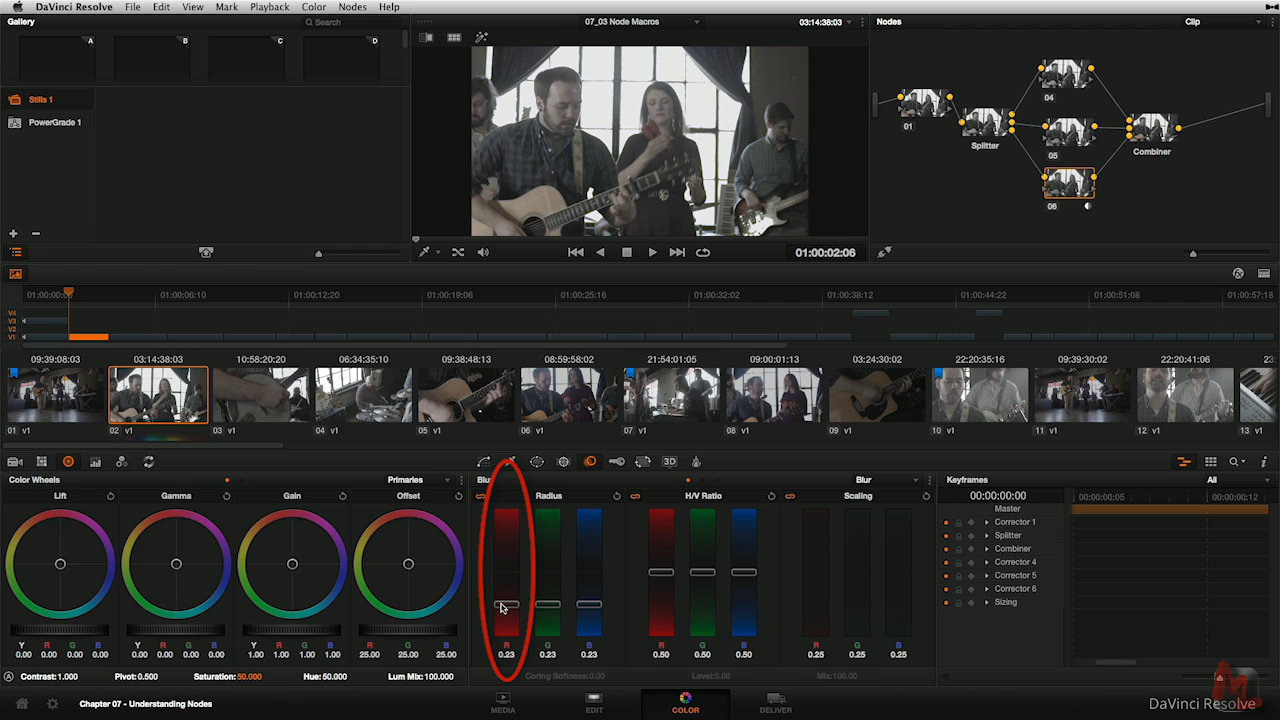 DaVinci Resolve File Edit View Mark Playback Color Nodes Help
Gallery Search 07_03 Node Macros 03:14:38:03 Nodes Clip
A B C D
Stills 1
PowerGrade 1
01 Splitter 04 05 06 Combiner
01:00:02:06
01:00:00:00 01:00:06:10 01:00:12:20 01:00:19:06 01:00:25:16 01:00:32:02 01:00:38:12 01:00:44:22 01:00:51:08 01:00:57:18
V4
V3
V2
V1
09:39:08:03 03:14:38:03 10:58:20:20 06:34:35:10 09:38:48:13 08:59:58:02 21:54:01:05 09:00:01:13 03:24:30:02 22:20:35:16 09:39:30:02 22:20:41:06 23
01 V1 02 V1 03 V1 04 V1 05 V1 06 V1 07 V1 08 V1 09 V1 10 V1 11 V1 12 V1 13 V1
3D
Color Wheels Primaries Blu Blur Keyframes All
Lift Gamma Gain Offset Radius H/V Ratio Scaling 00:00:00:00 00:00:00:05 00:00:00:12
Master
Corrector 1
Splitter
Combiner
Corrector 4
Corrector 5
Corrector 6
Sizing
Y R G B Y R G B Y R G B R G B R G B R G B R G B
0.00 0.00 0.00 0.00 0.00 0.00 0.00 0.00 1.00 1.00 1.00 1.00 25.00 25.00 25.00 0.23 0.23 0.23 0.50 0.50 0.50 0.25 0.25 0.25
A Contrast:1.000 Pivot:0.500 Saturation:50.000 Hue:50.000 Lum Mix:100.00 Coring Softness:0.00 Level:0.00 Mix:100.00
MEDIA EDIT COLOR DELIVER
Chapter 07 - Understanding Nodes
DaVinci Resolve